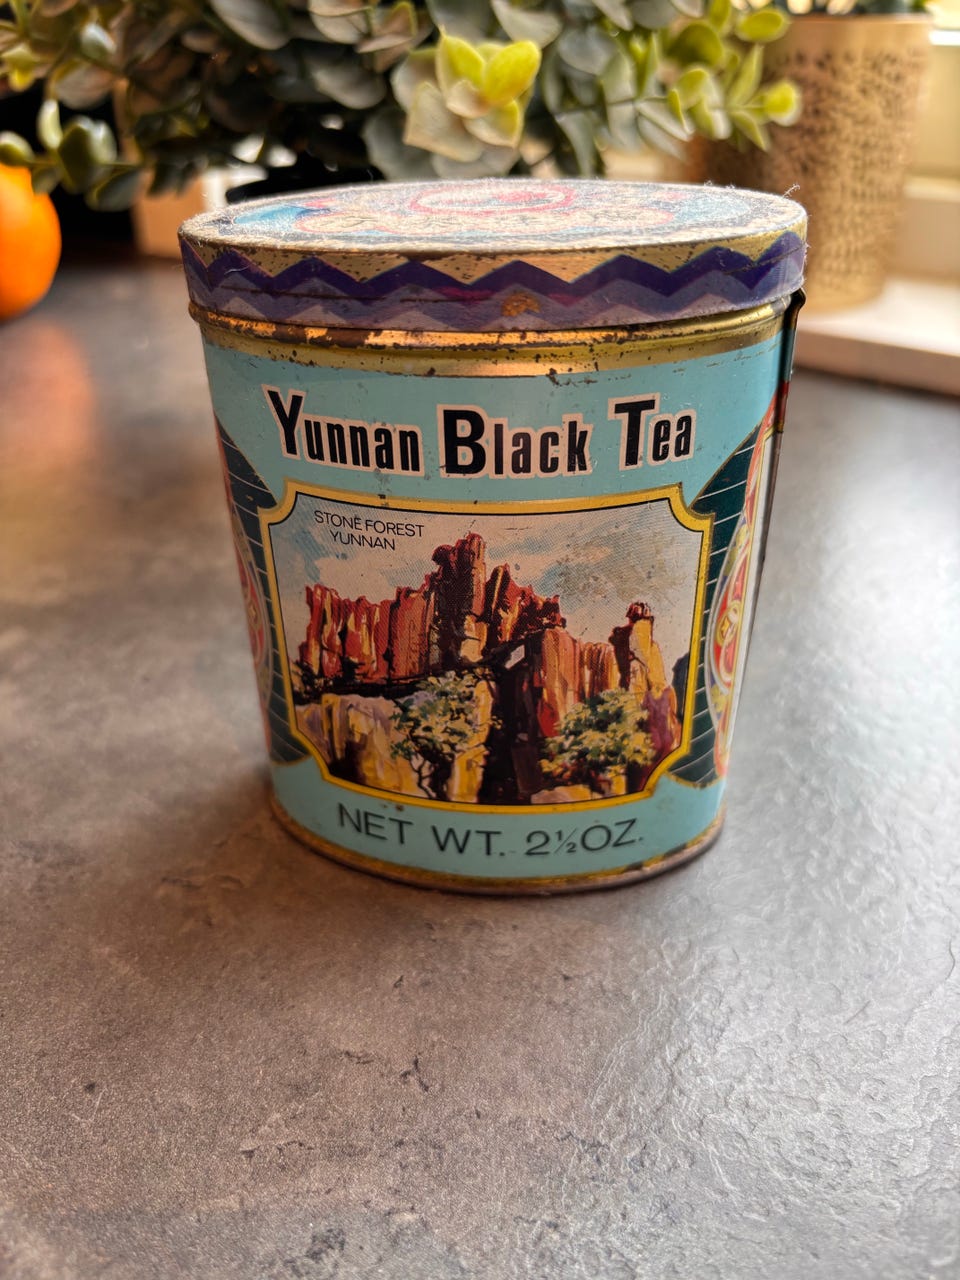 Yunnan Black Tea
STONE FOREST
YUNNAN
NET WT. 2½OZ.